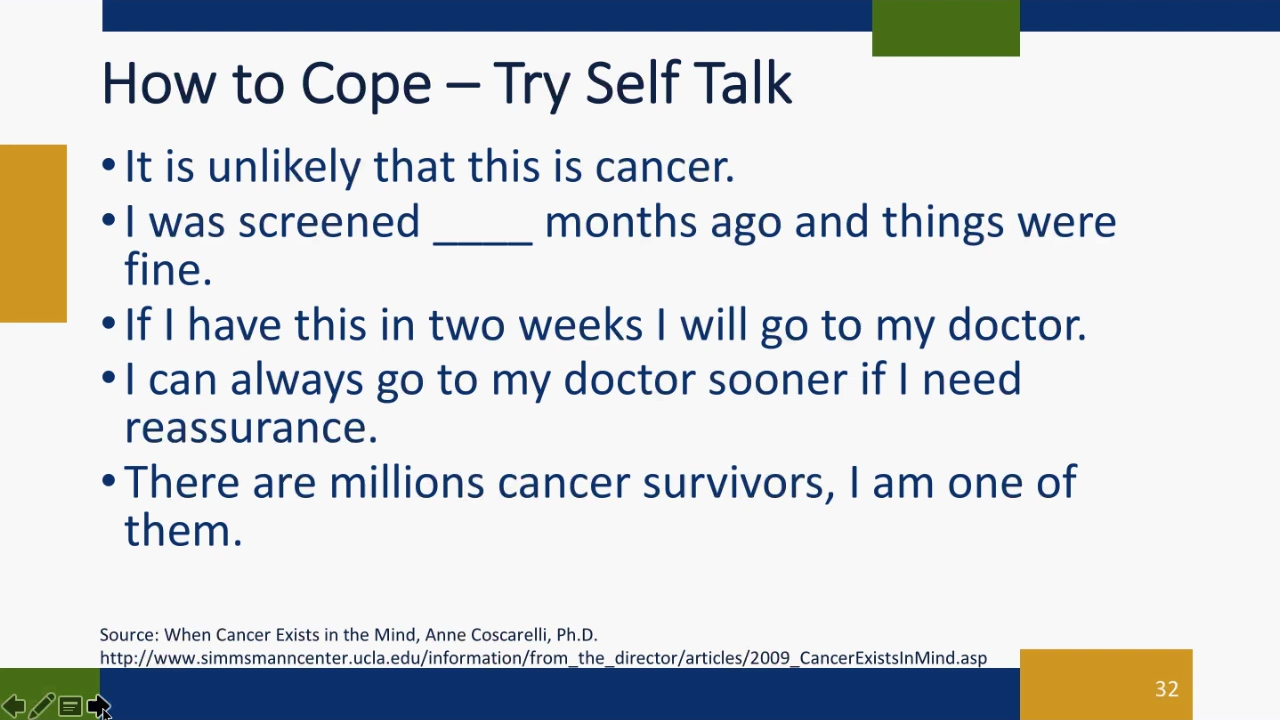 How to Cope – Try Self Talk
•It is unlikely that this is cancer.
•I was screened ____ months ago and things were
fine.
•If I have this in two weeks I will go to my doctor.
•I can always go to my doctor sooner if I need
reassurance.
•There are millions cancer survivors, I am one of
them.
Source: When Cancer Exists in the Mind, Anne Coscarelli, Ph.D.
http://www.simmsmanncenter.ucla.edu/information/from_the_director/articles/2009_CancerExistsInMind.asp
32